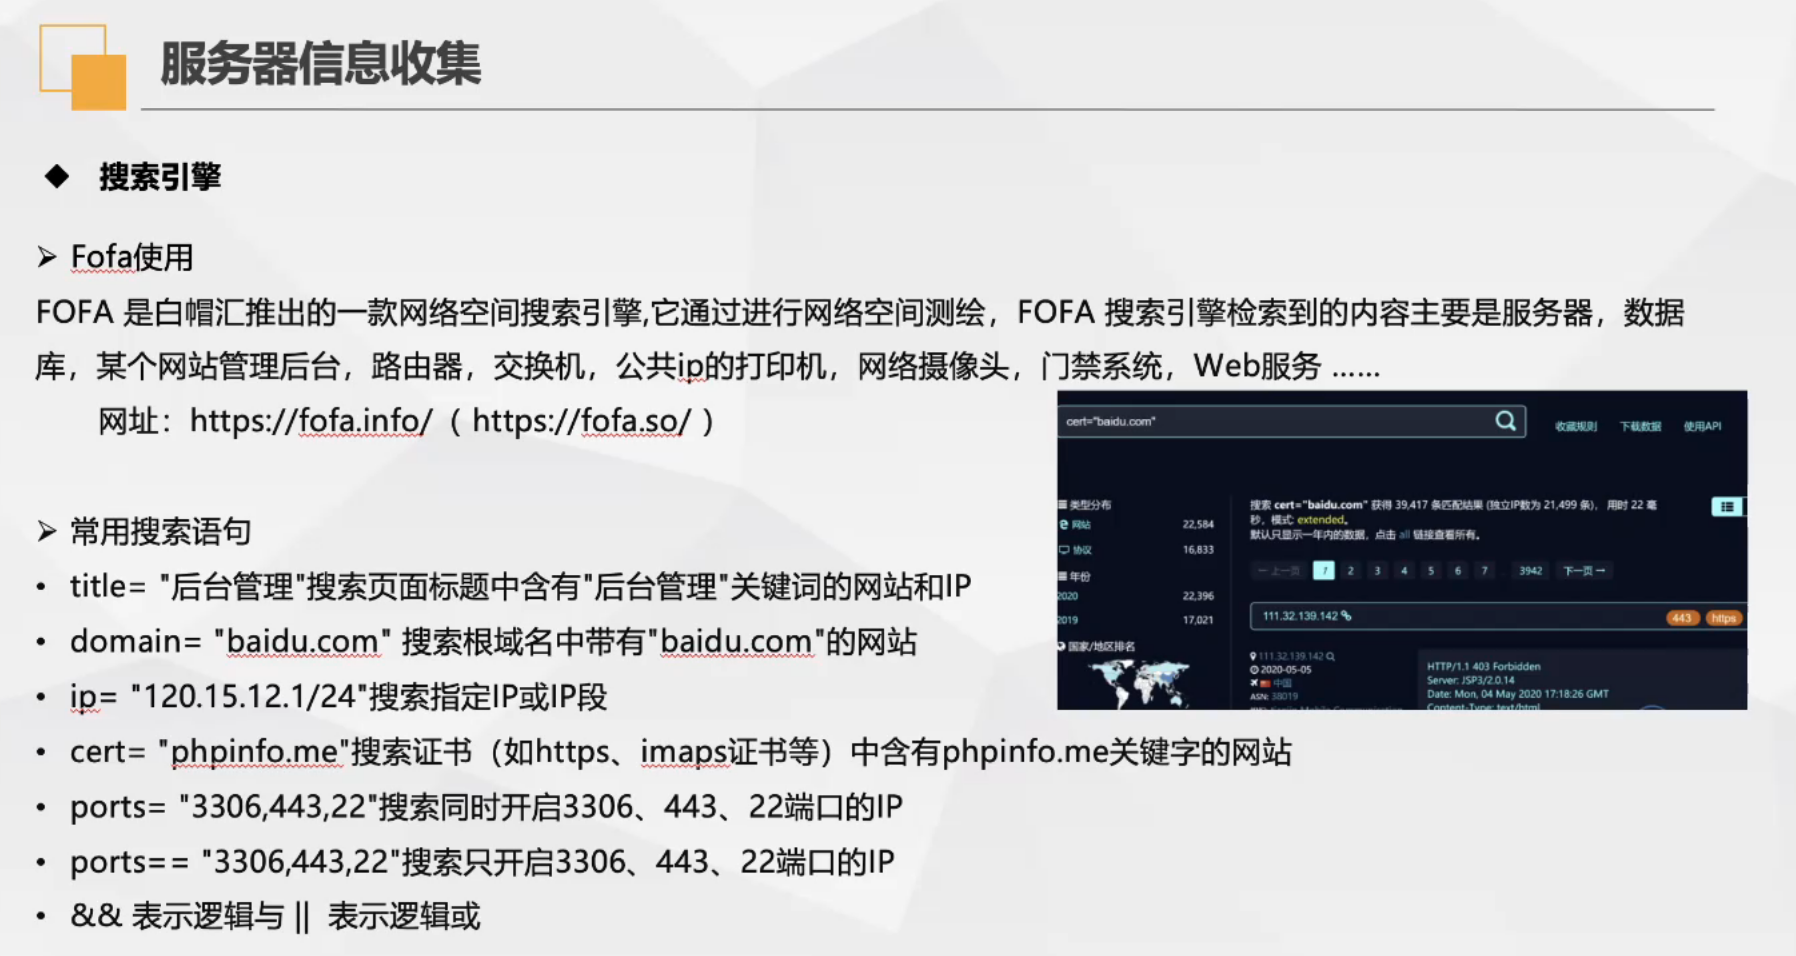 服务器信息收集
◆ 搜索引擎
➢ Fofa使用
FOFA 是白帽汇推出的一款网络空间搜索引擎,它通过进行网络空间测绘，FOFA 搜索引擎检索到的内容主要是服务器，数据
库，某个网站管理后台，路由器，交换机，公共ip的打印机，网络摄像头，门禁系统，Web服务 ......
网址：https://fofa.info/（ https://fofa.so/ ）
➢ 常用搜索语句
• title= "后台管理"搜索页面标题中含有"后台管理"关键词的网站和IP
• domain= "baidu.com" 搜索根域名中带有"baidu.com"的网站
• ip= "120.15.12.1/24"搜索指定IP或IP段
• cert= "phpinfo.me"搜索证书（如https、imaps证书等）中含有phpinfo.me关键字的网站
• ports= "3306,443,22"搜索同时开启3306、443、22端口的IP
• ports== "3306,443,22"搜索只开启3306、443、22端口的IP
• && 表示逻辑与 || 表示逻辑或
cert="baidu.com"
收藏规则 下载数据 使用API
类型分布
网站 22,584
协议 16,833
年份
2020 22,396
2019 17,021
国家/地区排名
搜索 cert="baidu.com" 获得 39,417 条匹配结果 (独立IP数为 21,499 条)， 用时 22 毫
秒，模式: extended。
默认只显示一年内的数据，点击 all 链接查看所有。
←上一页 1 2 3 4 5 6 7 3942 下一页→
111.32.139.142 443 https
111.32.139.142
2020-05-05
中国
ASN: 38019
HTTP/1.1 403 Forbidden
Server: JSP3/2.0.14
Date: Mon, 04 May 2020 17:18:26 GMT
Content-Type: text/html